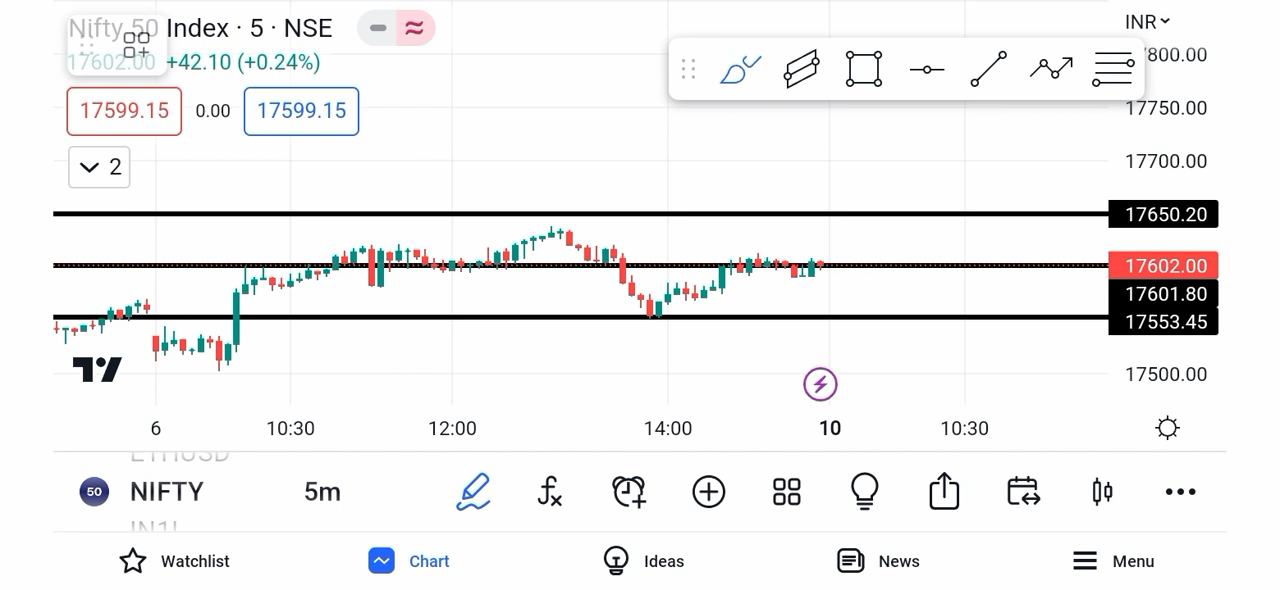 Nifty 50 Index · 5 · NSE
INR
17602.00 +42.10 (+0.24%)
800.00
17599.15 0.00 17599.15
17750.00
2
17700.00
17650.20
17602.00
17601.80
17553.45
17500.00
6 10:30 12:00 14:00 10 10:30
ETHUSD
50 NIFTY 5m
Watchlist Chart Ideas News Menu